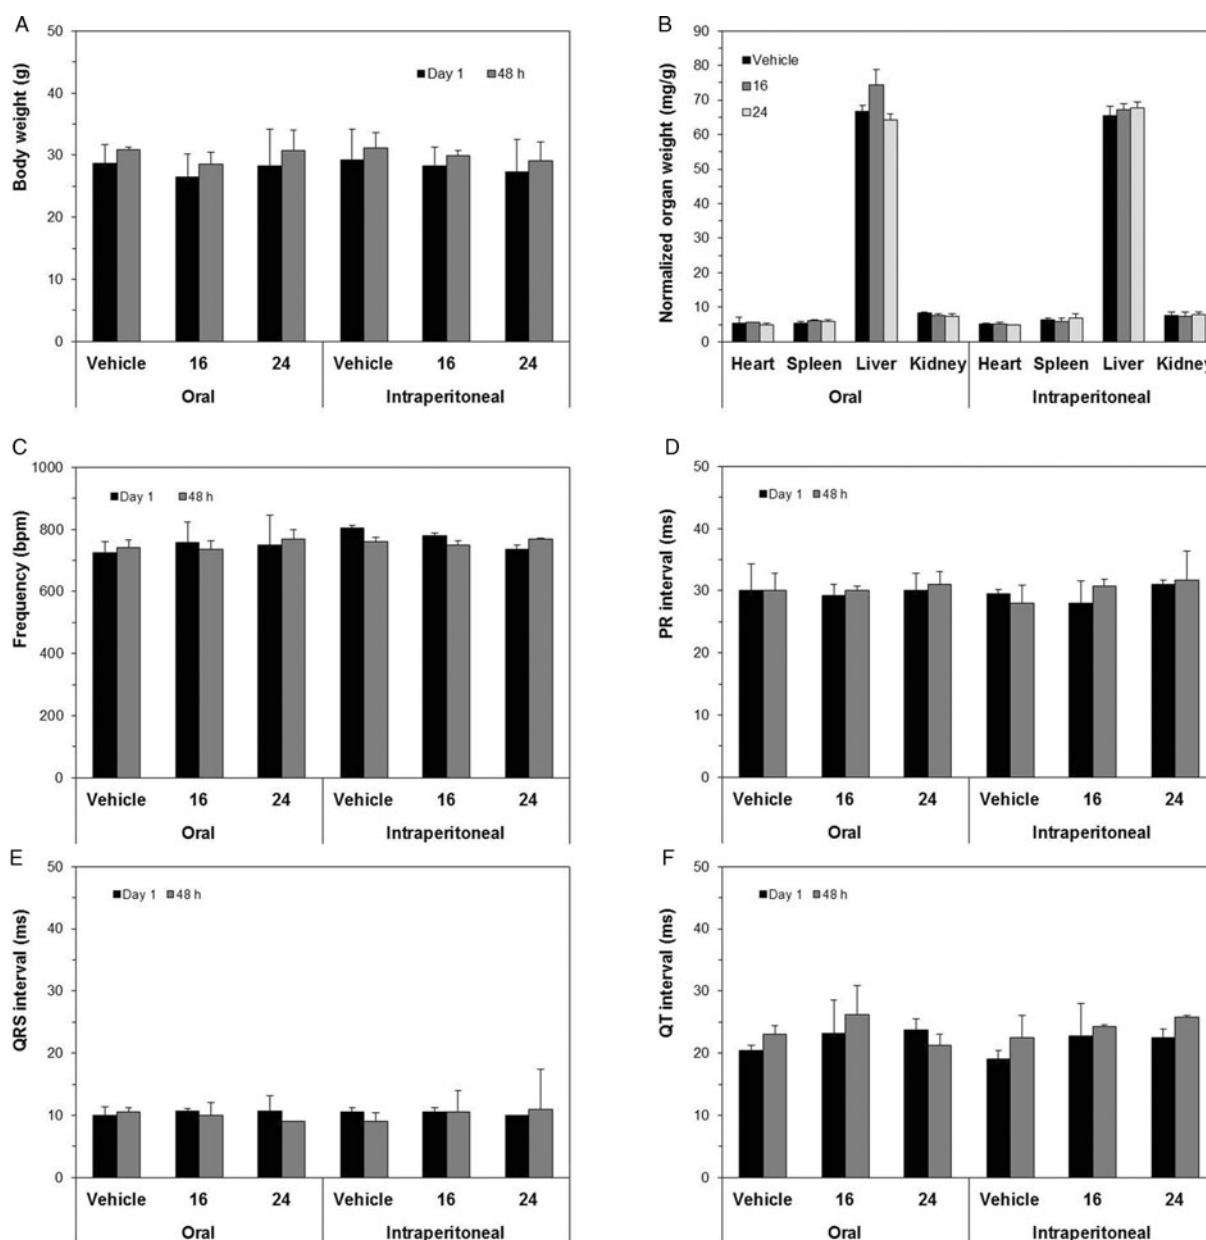 A
Body weight (g)
50
40
30
20
10
0
Day 1 48 h
Vehicle 16 24 Vehicle 16 24
Oral Intraperitoneal
B
Normalized organ weight (mg/g)
90
80
70
60
50
40
30
20
10
0
Vehicle
16
24
Heart Spleen Liver Kidney Heart Spleen Liver Kidney
Oral Intraperitoneal
C
Frequency (bpm)
1000
800
600
400
200
0
Day 1 48 h
Vehicle 16 24 Vehicle 16 24
Oral Intraperitoneal
D
PR interval (ms)
50
40
30
20
10
0
Day 1 48 h
Vehicle 16 24 Vehicle 16 24
Oral Intraperitoneal
E
QRS interval (ms)
50
40
30
20
10
0
Day 1 48 h
Vehicle 16 24 Vehicle 16 24
Oral Intraperitoneal
F
QT interval (ms)
50
40
30
20
10
0
Day 1 48 h
Vehicle 16 24 Vehicle 16 24
Oral Intraperitoneal